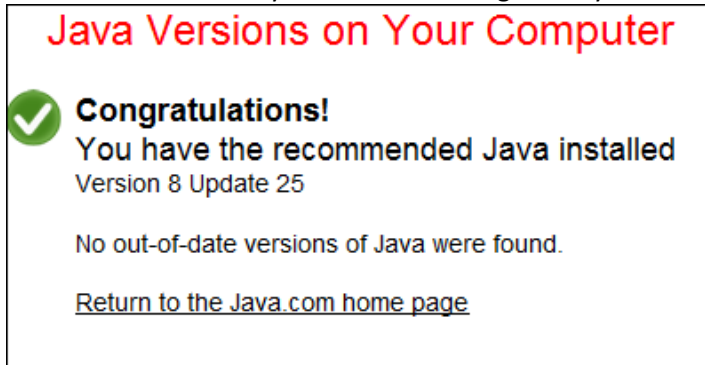 Java Versions on Your Computer
Congratulations!
You have the recommended Java installed
Version 8 Update 25
No out-of-date versions of Java were found.
Return to the Java.com home page